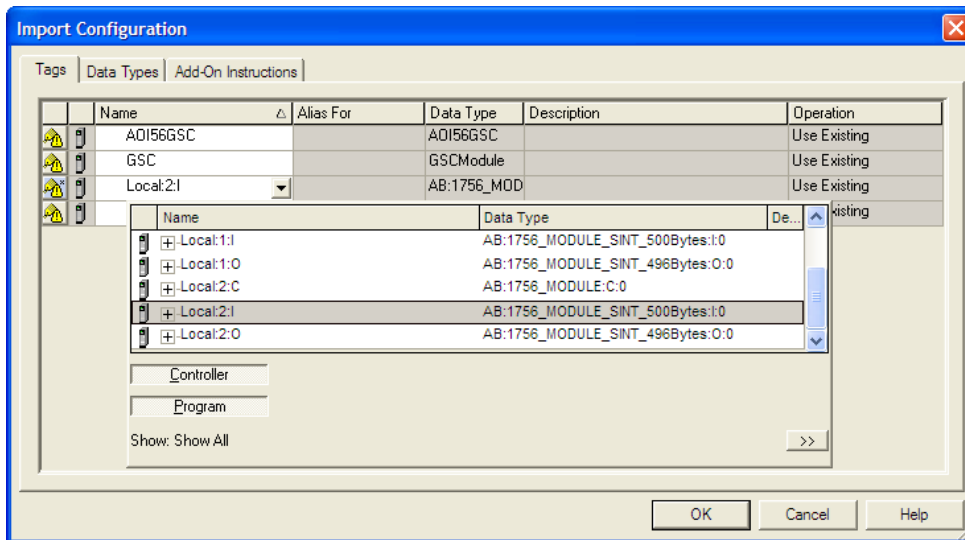 Import Configuration
Tags Data Types Add-On Instructions
Name Alias For Data Type Description Operation
AOI56GSC AOI56GSC Use Existing
GSC GSCModule Use Existing
Local:2:I AB:1756_MOD Use Existing
Name Data Type De... xisting
Local:1:I AB:1756_MODULE_SINT_500Bytes:I:0
Local:1:O AB:1756_MODULE_SINT_496Bytes:O:0
Local:2:C AB:1756_MODULE:C:0
Local:2:I AB:1756_MODULE_SINT_500Bytes:I:0
Local:2:O AB:1756_MODULE_SINT_496Bytes:O:0
Controller
Program
Show: Show All >>
OK Cancel Help